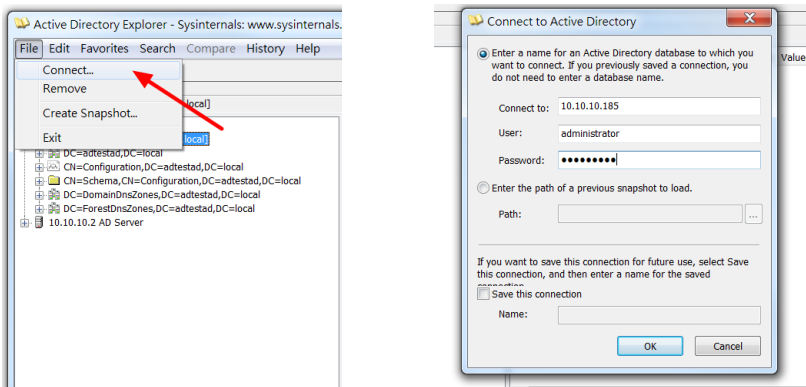 Active Directory Explorer - Sysinternals: www.sysinternals.
File Edit Favorites Search Compare History Help
Connect...
Remove
Create Snapshot...
Exit
local]
local]
DC=adtestad,DC=local
CN=Configuration,DC=adtestad,DC=local
CN=Schema,CN=Configuration,DC=adtestad,DC=local
DC=DomainDnsZones,DC=adtestad,DC=local
DC=ForestDnsZones,DC=adtestad,DC=local
10.10.10.2 AD Server
Connect to Active Directory
Value
Enter a name for an Active Directory database to which you
want to connect. If you previously saved a connection, you
do not need to enter a database name.
Connect to: 10.10.10.185
User: administrator
Password: ●●●●●●●●●
Enter the path of a previous snapshot to load.
Path: ...
If you want to save this connection for future use, select Save
this connection, and then enter a name for the saved
Save this connection
Name:
OK Cancel